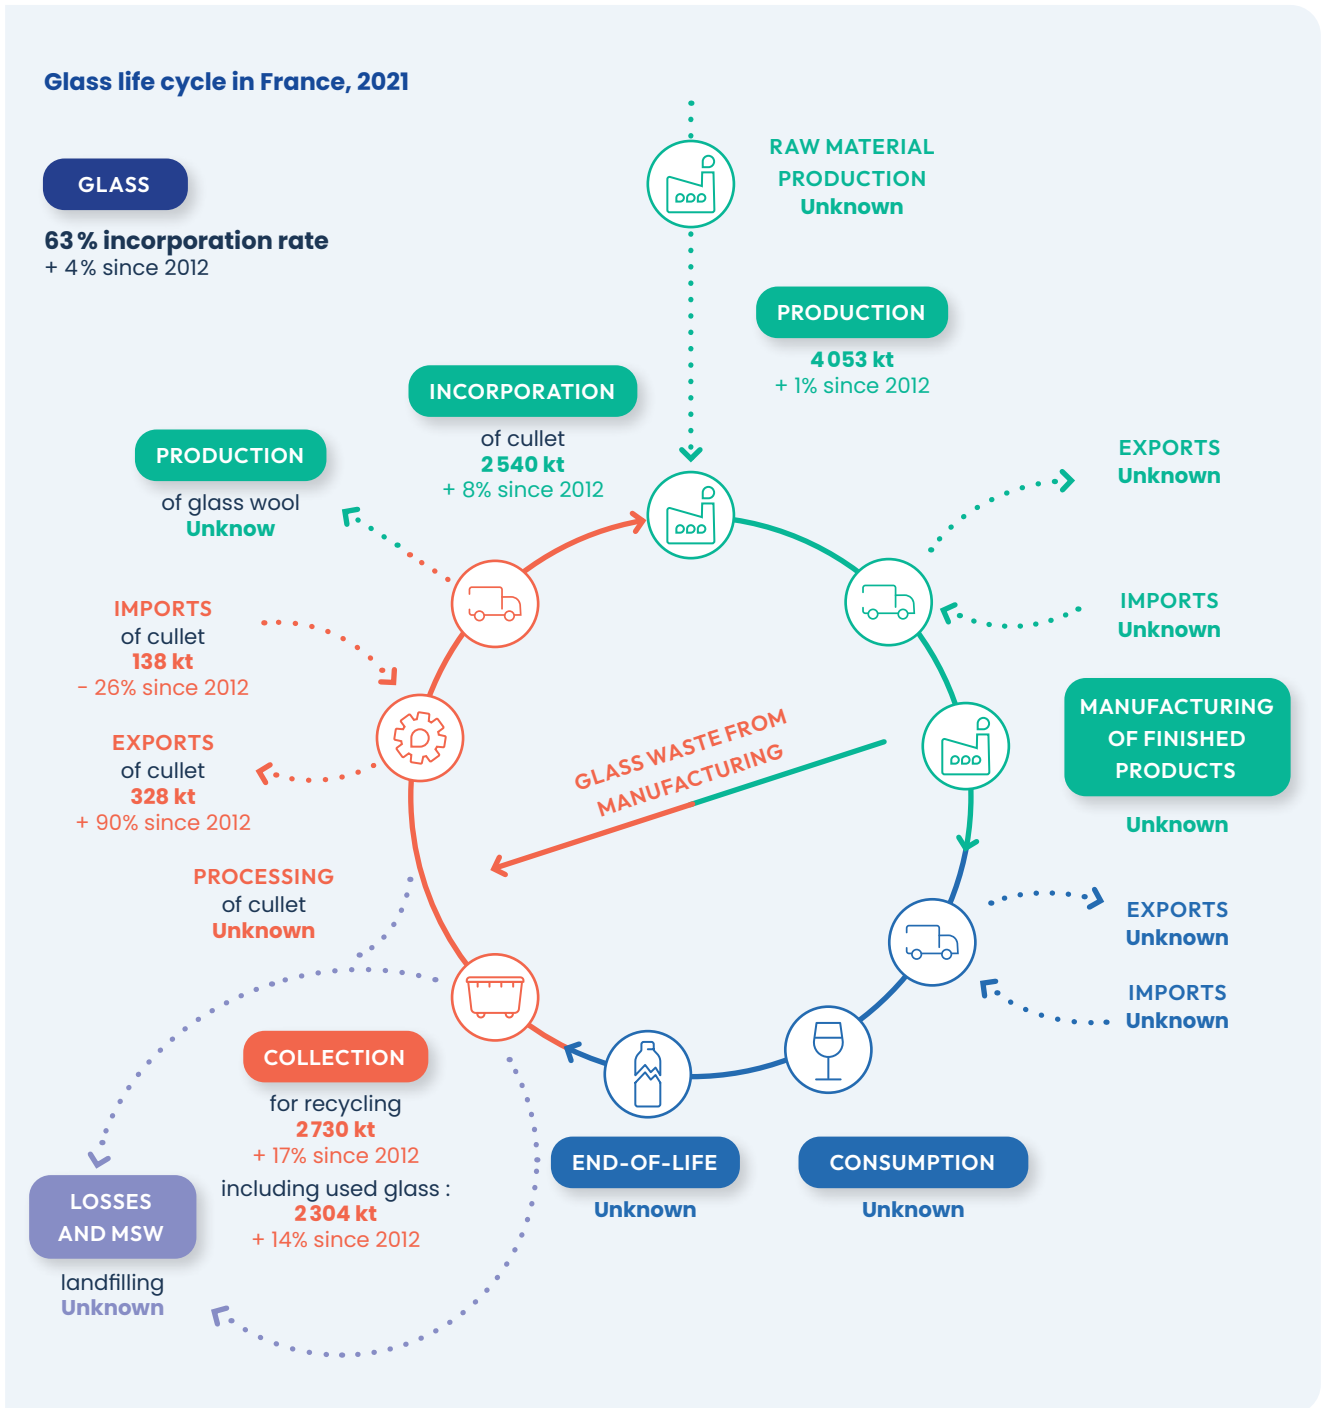 Glass life cycle in France, 2021
GLASS
63 % incorporation rate
+ 4 % since 2012
RAW MATERIAL
PRODUCTION
Unknown
PRODUCTION
4 053 kt
+ 1% since 2012
INCORPORATION
of cullet
2 540 kt
+ 8% since 2012
PRODUCTION
of glass wool
Unknow
EXPORTS
Unknown
IMPORTS
Unknown
IMPORTS
of cullet
138 kt
- 26% since 2012
EXPORTS
of cullet
328 kt
+ 90% since 2012
GLASS WASTE FROM
MANUFACTURING
MANUFACTURING
OF FINISHED
PRODUCTS
Unknown
PROCESSING
of cullet
Unknown
EXPORTS
Unknown
IMPORTS
Unknown
COLLECTION
for recycling
2 730 kt
+ 17% since 2012
including used glass :
2 304 kt
+ 14% since 2012
END-OF-LIFE
Unknown
CONSUMPTION
Unknown
LOSSES
AND MSW
landfilling
Unknown